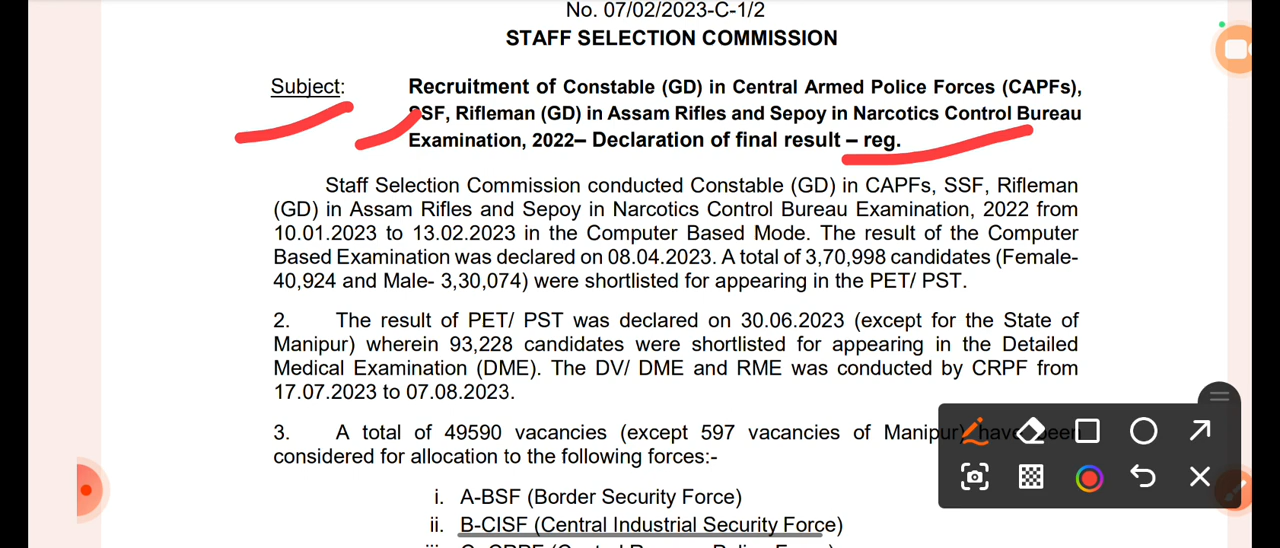 No. 07/02/2023-C-1/2
STAFF SELECTION COMMISSION
Subject: Recruitment of Constable (GD) in Central Armed Police Forces (CAPFs),
SSF, Rifleman (GD) in Assam Rifles and Sepoy in Narcotics Control Bureau
Examination, 2022– Declaration of final result – reg.
Staff Selection Commission conducted Constable (GD) in CAPFs, SSF, Rifleman
(GD) in Assam Rifles and Sepoy in Narcotics Control Bureau Examination, 2022 from
10.01.2023 to 13.02.2023 in the Computer Based Mode. The result of the Computer
Based Examination was declared on 08.04.2023. A total of 3,70,998 candidates (Female-
40,924 and Male- 3,30,074) were shortlisted for appearing in the PET/ PST.
2. The result of PET/ PST was declared on 30.06.2023 (except for the State of
Manipur) wherein 93,228 candidates were shortlisted for appearing in the Detailed
Medical Examination (DME). The DV/ DME and RME was conducted by CRPF from
17.07.2023 to 07.08.2023.
3. A total of 49590 vacancies (except 597 vacancies of Manipur) have been
considered for allocation to the following forces:-
i. A-BSF (Border Security Force)
ii. B-CISF (Central Industrial Security Force)